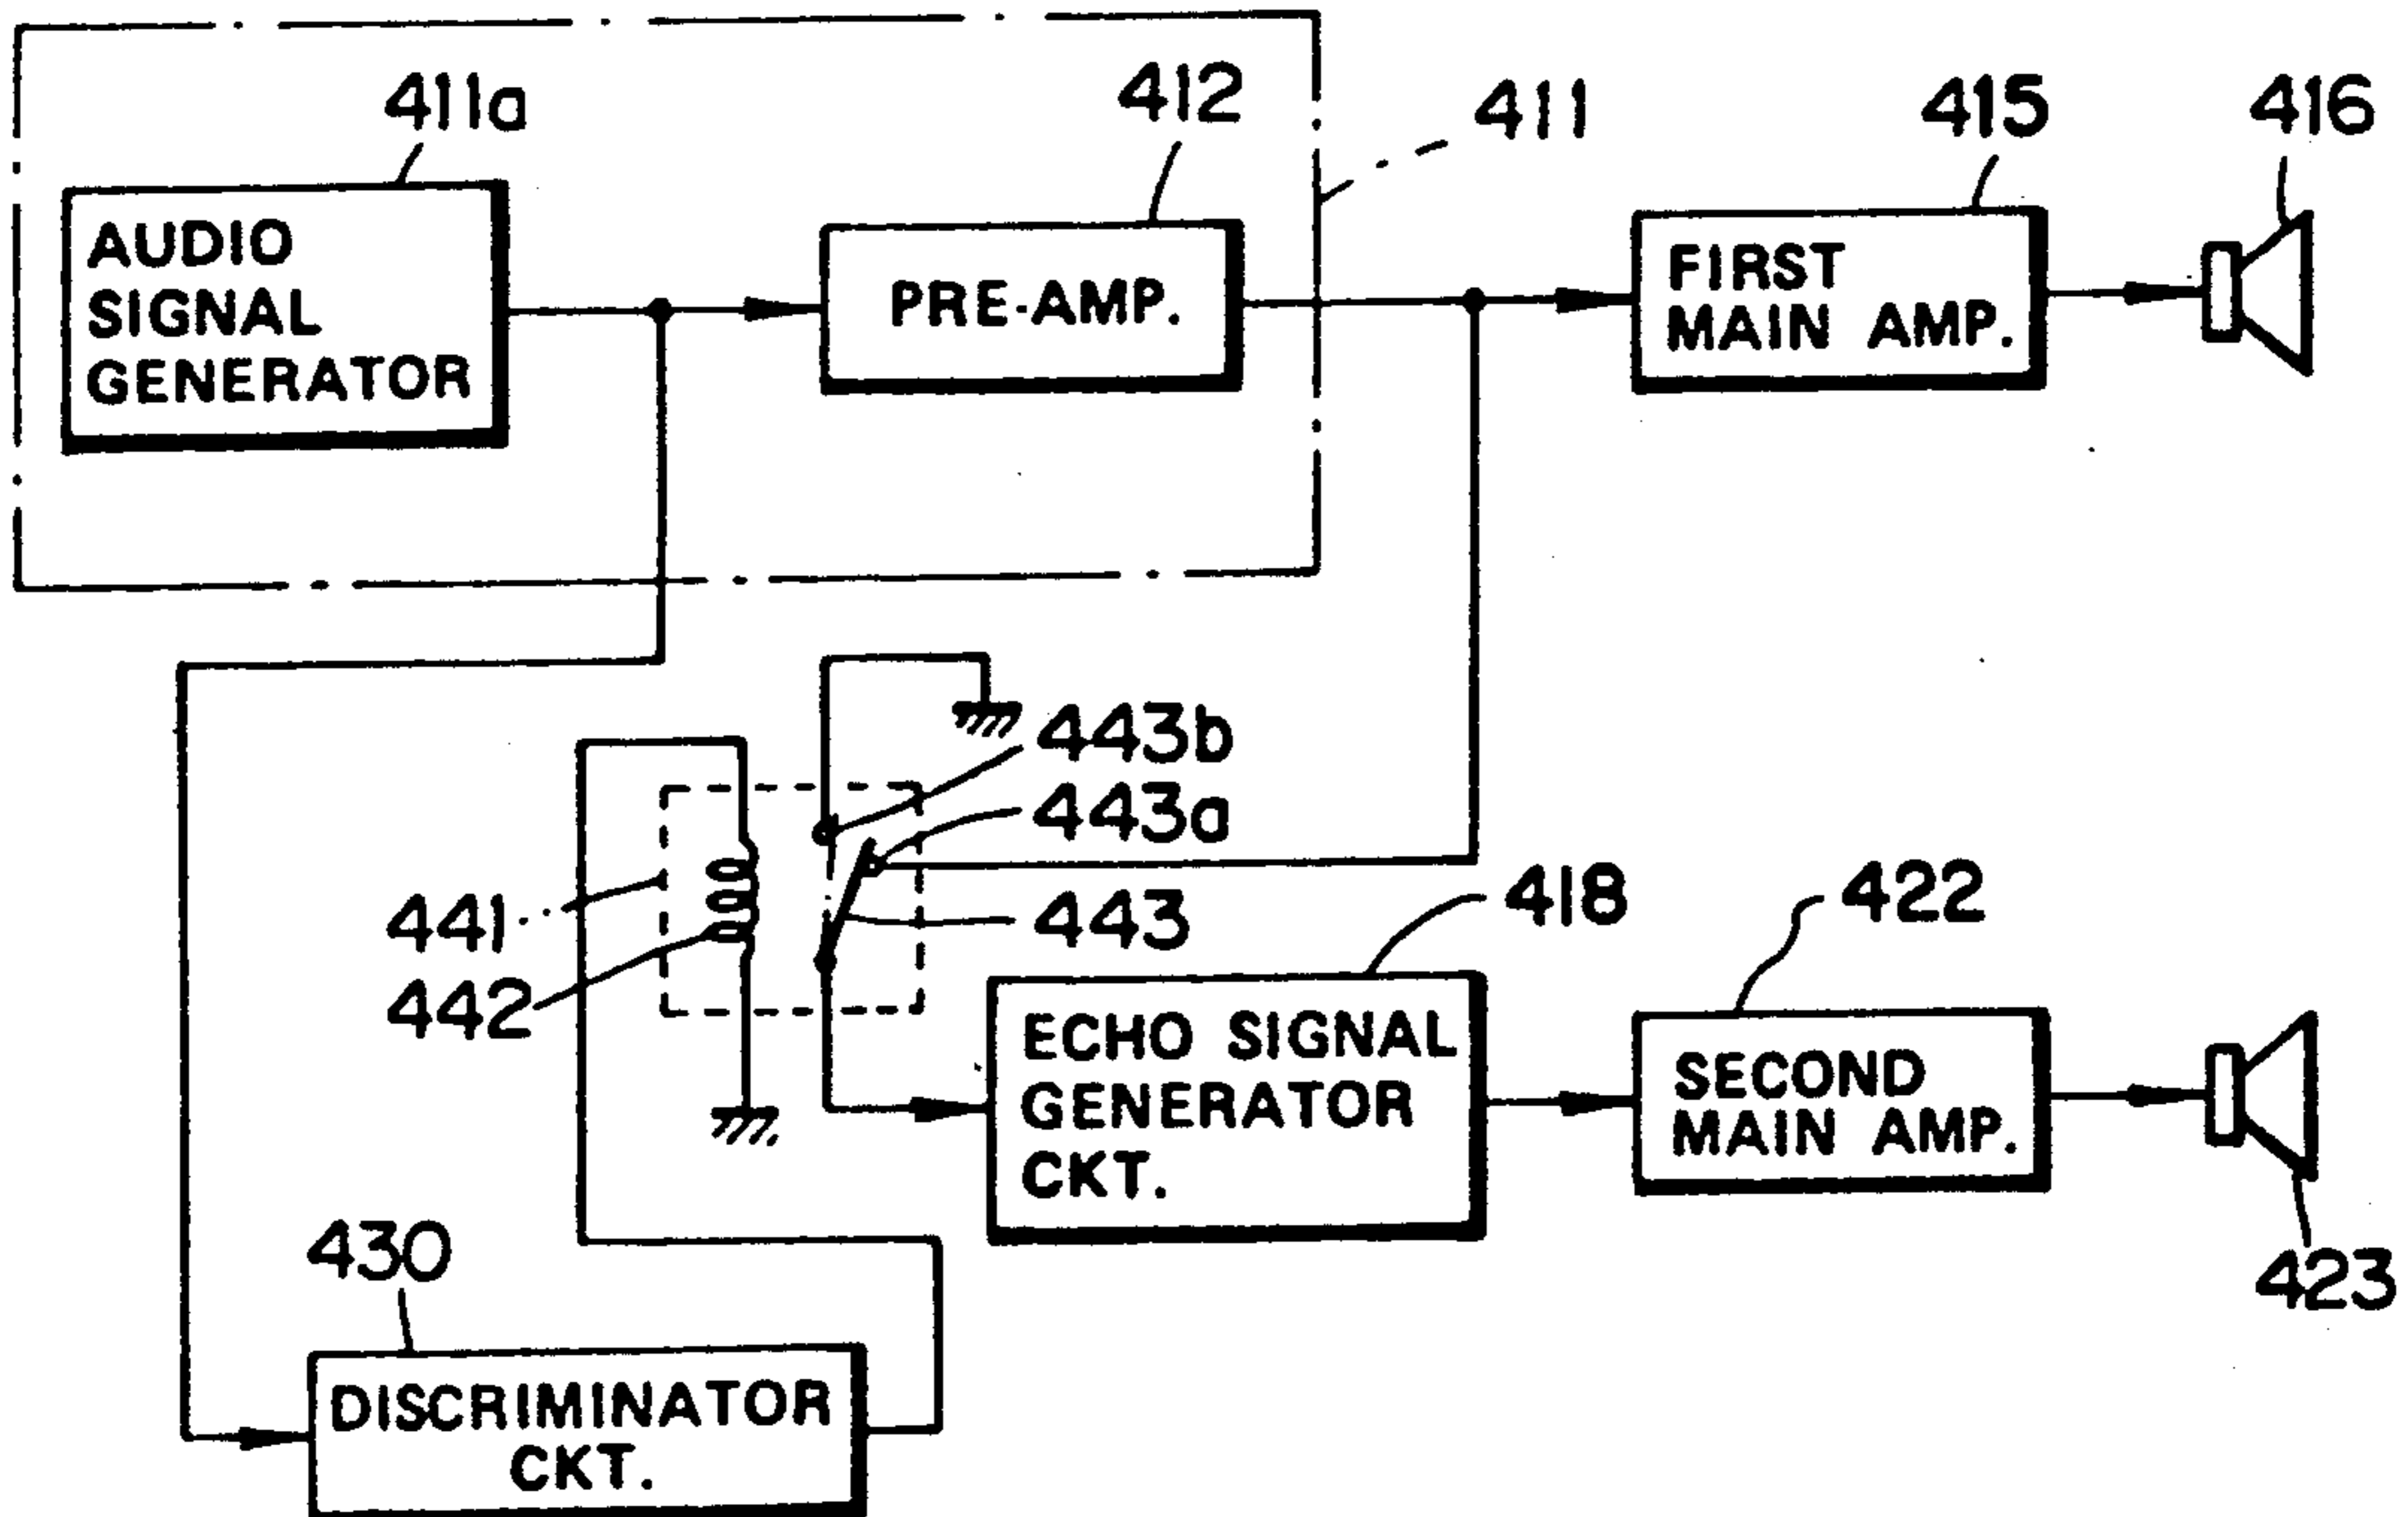 411a
412
411
415
416
AUDIO
SIGNAL
GENERATOR
PRE-AMP.
FIRST
MAIN AMP.
443b
443a
441
443
442
418
422
ECHO SIGNAL
GENERATOR
CKT.
SECOND
MAIN AMP.
423
430
DISCRIMINATOR
CKT.